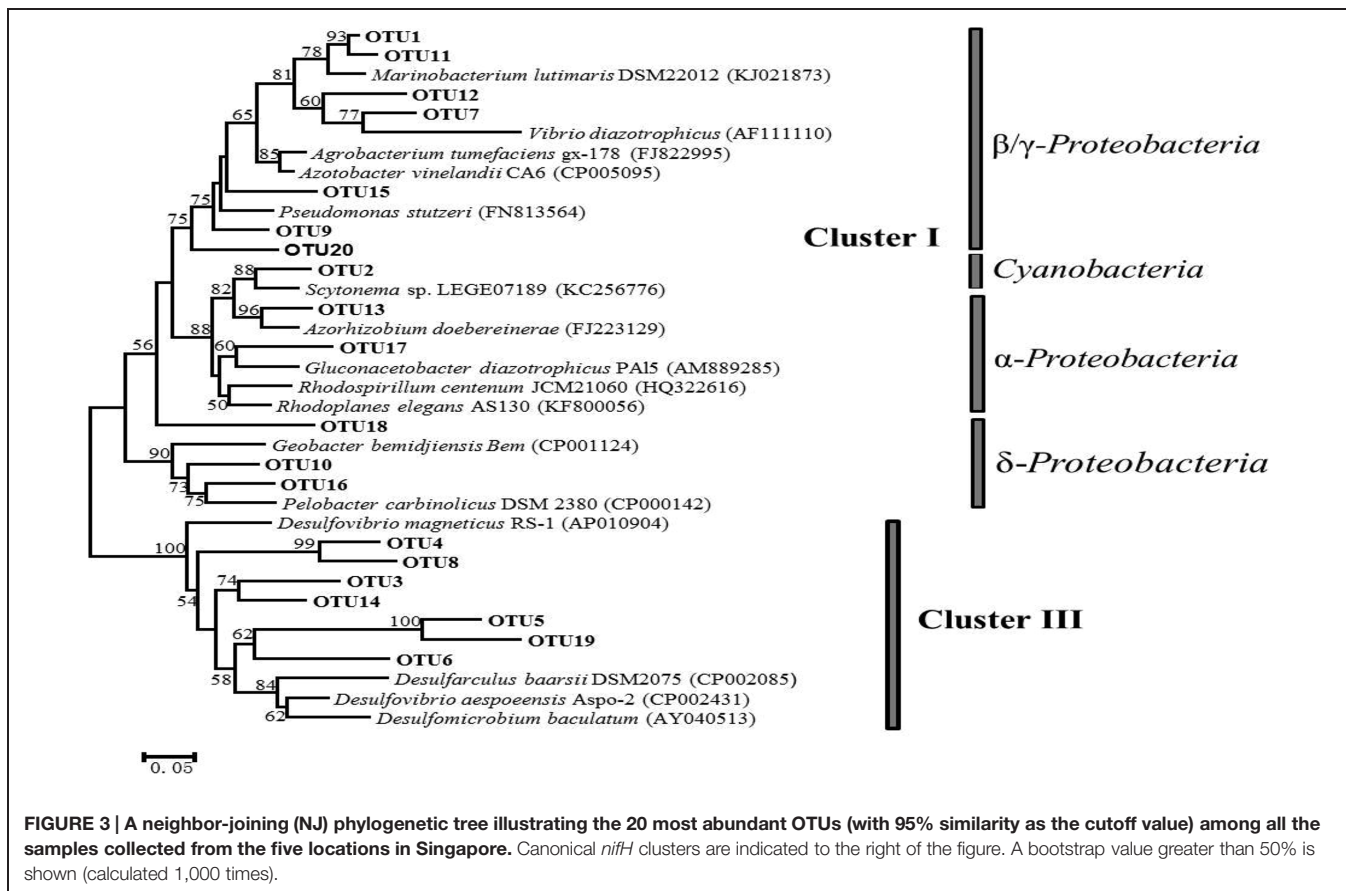 93 OTU1
78 OTU11
81 Marinobacterium lutimaris DSM22012 (KJ021873)
60 OTU12
77 OTU7
65 Vibrio diazotrophicus (AF111110)
β/γ-Proteobacteria
85 Agrobacterium tumefaciens gx-178 (FJ822995)
Azotobacter vinelandii CA6 (CP005095)
75 OTU15
Pseudomonas stutzeri (FN813564)
75 OTU9
Cluster I
OTU20
88 OTU2
Cyanobacteria
82 Scytonema sp. LEGE07189 (KC256776)
96 OTU13
88 Azorhizobium doebereinerae (FJ223129)
56 60 OTU17
α-Proteobacteria
Gluconacetobacter diazotrophicus PAl5 (AM889285)
Rhodospirillum centenum JCM21060 (HQ322616)
50 Rhodoplanes elegans AS130 (KF800056)
OTU18
90 Geobacter bemidjiensis Bem (CP001124)
δ-Proteobacteria
OTU10
73 OTU16
75 Pelobacter carbinolicus DSM 2380 (CP000142)
Desulfovibrio magneticus RS-1 (AP010904)
100 99 OTU4
OTU8
74 OTU3
54 OTU14
100 OTU5
Cluster III
62 OTU19
OTU6
58 84 Desulfarculus baarsii DSM2075 (CP002085)
Desulfovibrio aespoeensis Aspo-2 (CP002431)
62 Desulfomicrobium baculatum (AY040513)
0. 05
FIGURE 3 | A neighbor-joining (NJ) phylogenetic tree illustrating the 20 most abundant OTUs (with 95% similarity as the cutoff value) among all the
samples collected from the five locations in Singapore. Canonical nifH clusters are indicated to the right of the figure. A bootstrap value greater than 50% is
shown (calculated 1,000 times).